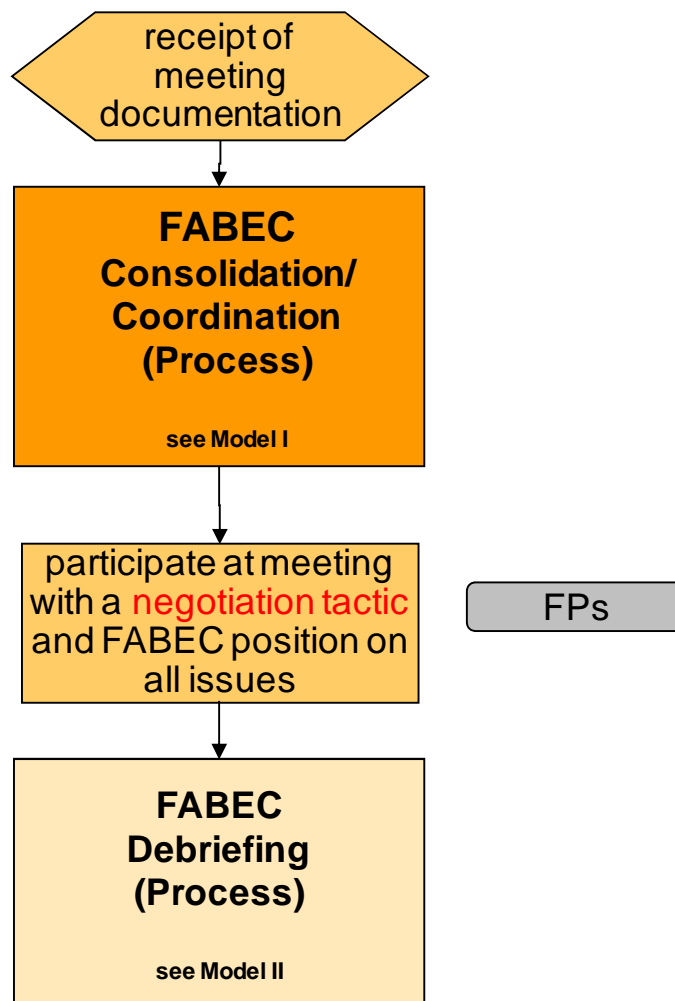 receipt of
meeting
documentation
FABEC
Consolidation/
Coordination
(Process)
see Model I
participate at meeting
with a negotiation tactic
and FABEC position on
all issues
FPs
FABEC
Debriefing
(Process)
see Model II